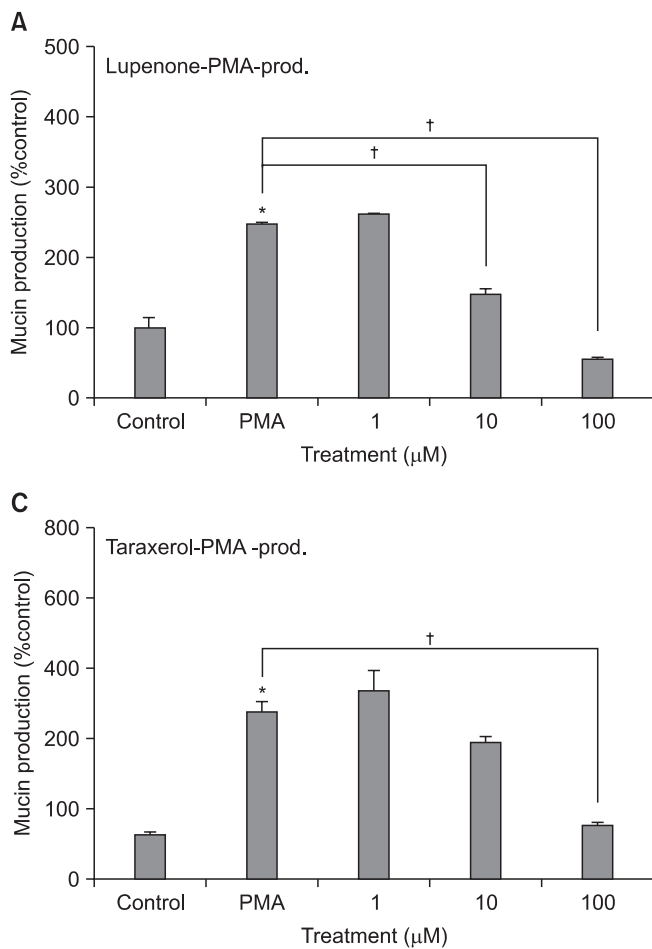 A
500
Lupenone-PMA-prod.
400
300
200
100
0
Mucin production (%control)
†
†
*
Control PMA 1 10 100
Treatment (μM)
C
800
Taraxerol-PMA -prod.
600
400
200
100
0
Mucin production (%control)
†
*
Control PMA 1 10 100
Treatment (μM)